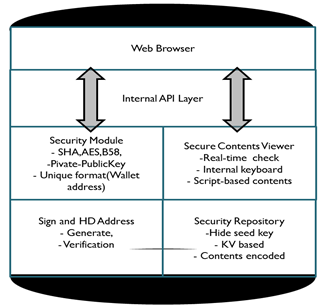 Web Browser
Internal API Layer
Security Module
- SHA,AES,B58,
-Pivate-PublicKey
- Unique format(Wallet
address)
Secure Contents Viewer
-Real-time check
- Internal keyboard
- Script-based contents
Sign and HD Address
- Generate,
- Verification
Security Repository
-Hide seed key
- KV based
- Contents encoded